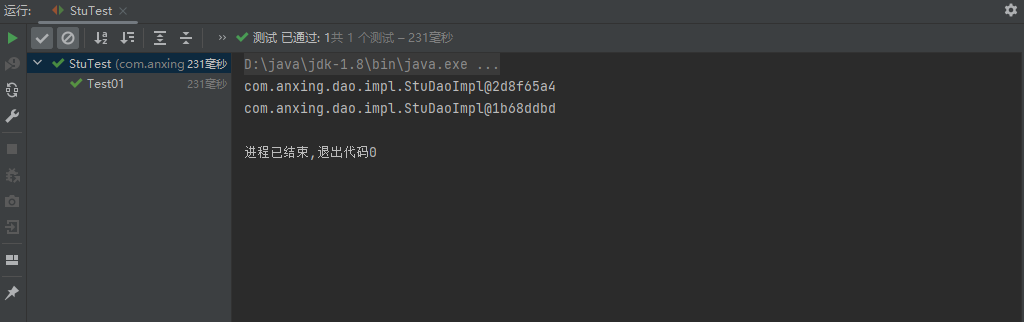 运行: StuTest
测试 已通过: 1共 1 个测试 – 231毫秒
StuTest (com.anxing 231毫秒
Test01 231毫秒
D:\java\jdk-1.8\bin\java.exe ...
com.anxing.dao.impl.StuDaoImpl@2d8f65a4
com.anxing.dao.impl.StuDaoImpl@1b68ddbd
进程已结束,退出代码0